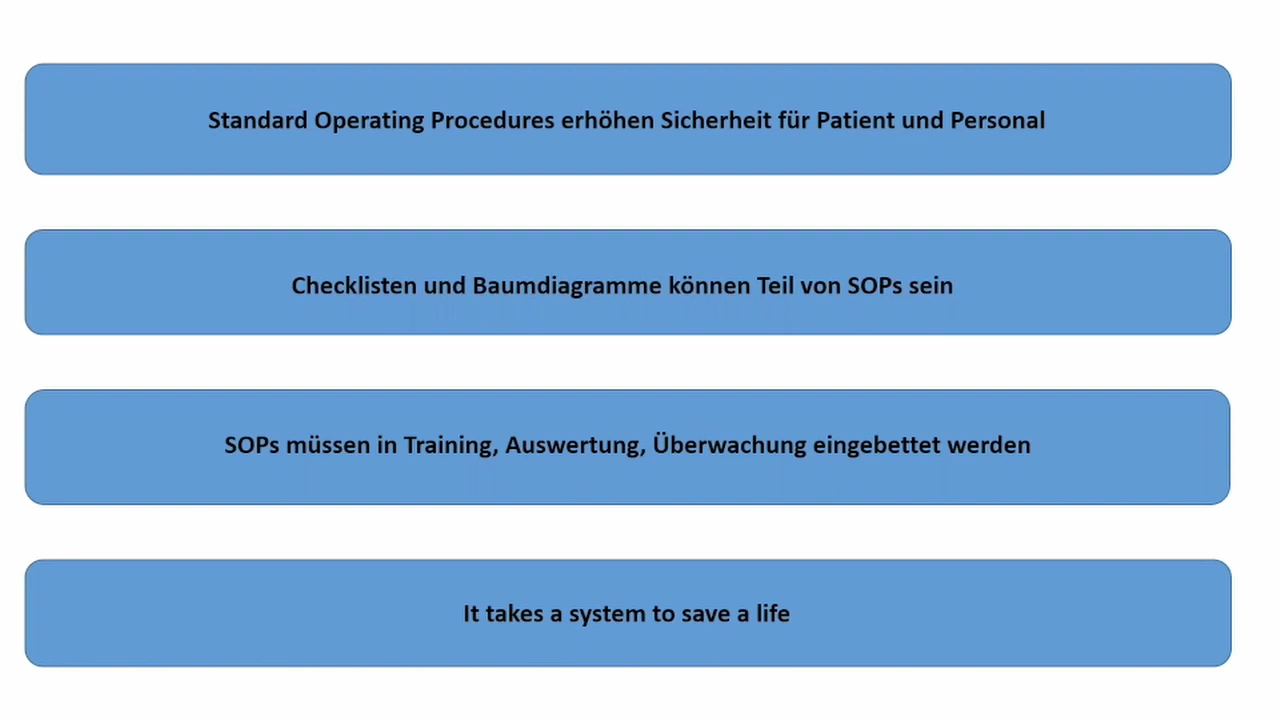 Standard Operating Procedures erhöhen Sicherheit für Patient und Personal
Checklisten und Baumdiagramme können Teil von SOPs sein
SOPs müssen in Training, Auswertung, Überwachung eingebettet werden
It takes a system to save a life